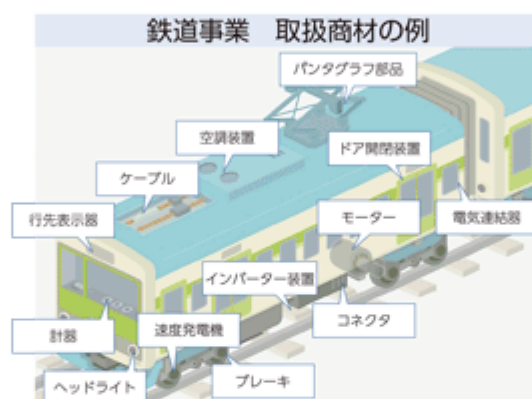 鉄道事業　取扱商材の例
パンタグラフ部品
空調装置
ドア開閉装置
ケーブル
行先表示器
モーター
電気連結器
インバーター装置
コネクタ
計器
速度発電機
ヘッドライト
ブレーキ